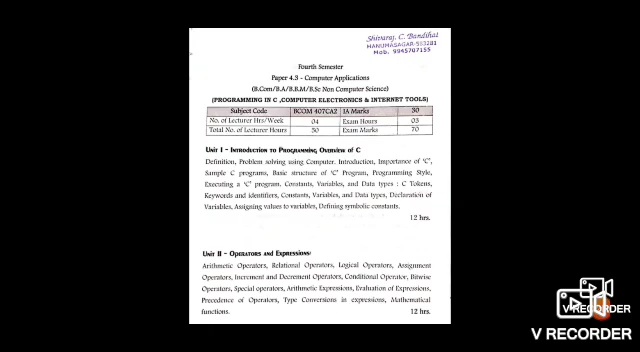 Shivaraj. C. Bandihal
HANUMASAGAR-583281
Mob. 9945707155
Fourth Semester
Paper 4.3 - Computer Applications
(B.Com/B.A/B.B.M/B.Sc Non Computer Science)
(PROGRAMMING IN C ,COMPUTER ELECTRONICS & INTERNET TOOLS)
Subject Code BCOM 407CA2 IA Marks 30
No. of Lecturer Hrs/Week 04 Exam Hours 03
Total No. of Lecturer Hours 50 Exam Marks 70
Unit I - Introduction to Programming, Overview of C
Definition, Problem solving using Computer. Introduction, Importance of 'C',
Sample C programs, Basic structure of 'C' Program, Programming Style,
Executing a 'C' program. Constants, Variables, and Data types : C Tokens,
Keywords and identifiers, Constants, Variables, and Data types, Declaration of
Variables, Assigning values to variables, Defining symbolic constants.
12 hrs.
Unit II - Operators and Expressions:
Arithmetic Operators, Relational Operators, Logical Operators, Assignment
Operators, Increment and Decrement Operators, Conditional Operator, Bitwise
Operators, Special operators, Arithmetic Expressions, Evaluation of Expressions,
Precedence of Operators, Type Conversions in expressions, Mathematical
functions. 12 hrs.
V RECORDER
V RECORDER